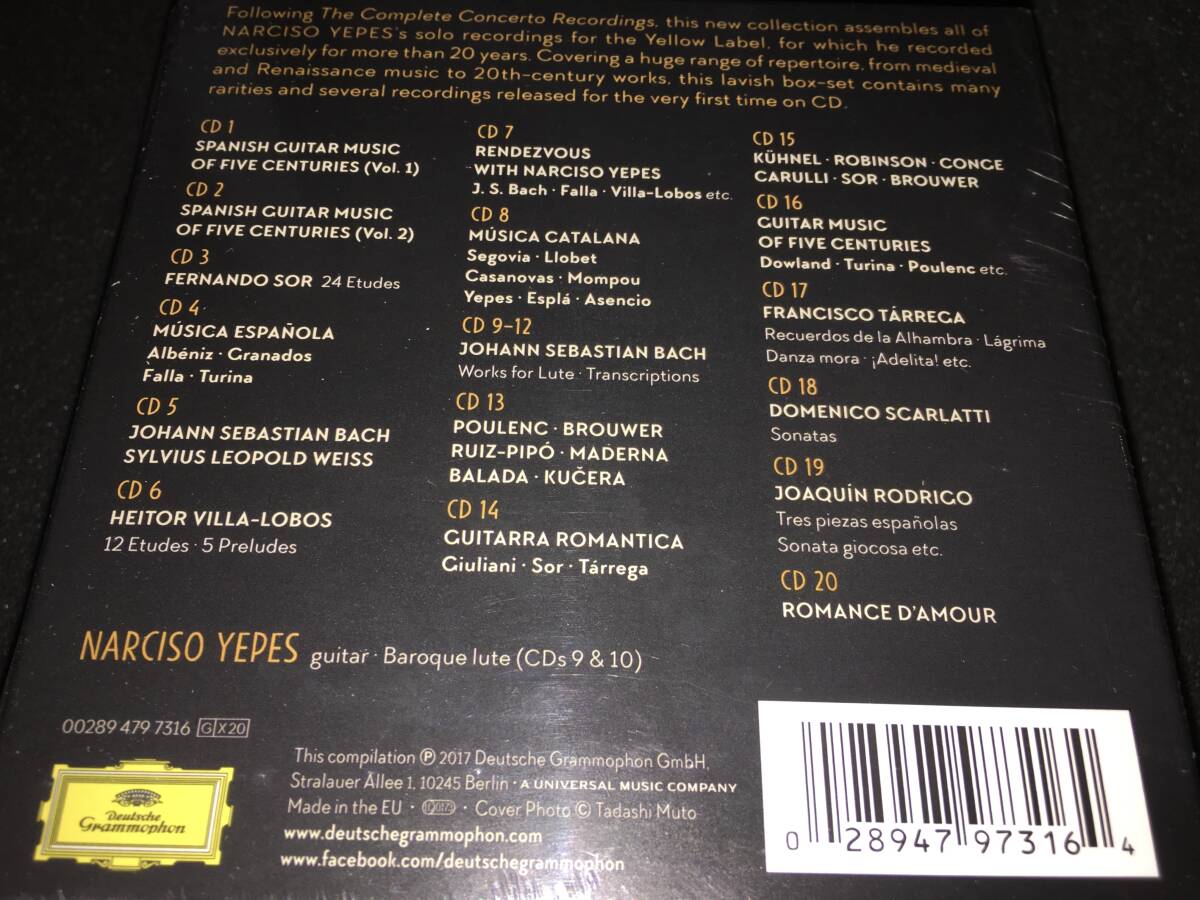 Following The Complete Concerto Recordings, this new collection assembles all of
NARCISO YEPES's solo recordings for the Yellow Label, for which he recorded
exclusively for more than 20 years. Covering a huge range of repertoire, from medieval
and Renaissance music to 20th-century works, this lavish box-set contains many
rarities and several recordings released for the very first time on CD.
CD 1
SPANISH GUITAR MUSIC
OF FIVE CENTURIES (Vol. 1)
CD 2
SPANISH GUITAR MUSIC
OF FIVE CENTURIES (Vol. 2)
CD 3
FERNANDO SOR 24 Etudes
CD 4
MÚSICA ESPAÑOLA
Albéniz · Granados
Falla · Turina
CD 5
JOHANN SEBASTIAN BACH
SYLVIUS LEOPOLD WEISS
CD 6
HEITOR VILLA-LOBOS
12 Etudes · 5 Preludes
CD 7
RENDEZVOUS
WITH NARCISO YEPES
J. S. Bach · Falla · Villa-Lobos etc.
CD 8
MÚSICA CATALANA
Segovia · Llobet
Casanovas · Mompou
Yepes · Esplá · Asencio
CD 9–12
JOHANN SEBASTIAN BACH
Works for Lute · Transcriptions
CD 13
POULENC · BROUWER
RUIZ-PIPÓ · MADERNA
BALADA · KUČERA
CD 14
GUITARRA ROMANTICA
Giuliani · Sor · Tárrega
CD 15
KÜHNEL · ROBINSON · CONGE
CARULLI · SOR · BROUWER
CD 16
GUITAR MUSIC
OF FIVE CENTURIES
Dowland · Turina · Poulenc etc.
CD 17
FRANCISCO TÁRREGA
Recuerdos de la Alhambra · Lágrima
Danza mora · ¡Adelita! etc.
CD 18
DOMENICO SCARLATTI
Sonatas
CD 19
JOAQUÍN RODRIGO
Tres piezas españolas
Sonata giocosa etc.
CD 20
ROMANCE D'AMOUR
NARCISO YEPES guitar · Baroque lute (CDs 9 & 10)
00289 479 7316 G X20
This compilation ℗ 2017 Deutsche Grammophon GmbH,
Stralauer Allee 1, 10245 Berlin · A UNIVERSAL MUSIC COMPANY
Made in the EU · · Cover Photo © Tadashi Muto
www.deutschegrammophon.com
www.facebook.com/deutschegrammophon
Deutsche
Grammophon
0 28947 97316 4